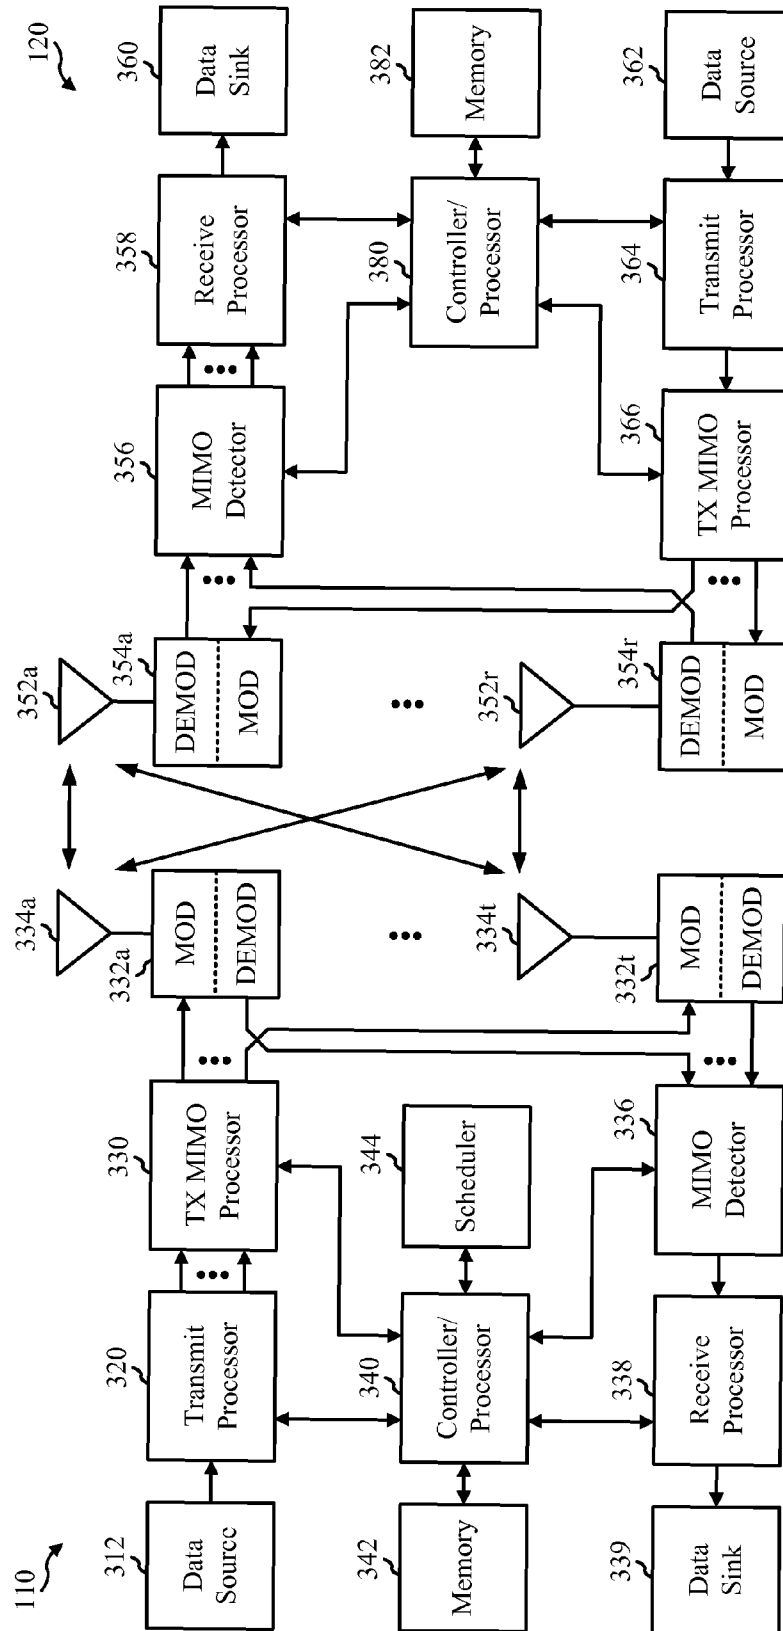 110
312
Data
Source
320
Transmit
Processor
330
TX MIMO
Processor
332a
MOD
DEMOD
334a
342
Memory
340
Controller/
Processor
344
Scheduler
339
Data
Sink
338
Receive
Processor
336
MIMO
Detector
332t
MOD
DEMOD
334t
120
352a
354a
DEMOD
MOD
356
MIMO
Detector
358
Receive
Processor
360
Data
Sink
380
Controller/
Processor
382
Memory
352r
354r
DEMOD
MOD
366
TX MIMO
Processor
364
Transmit
Processor
362
Data
Source